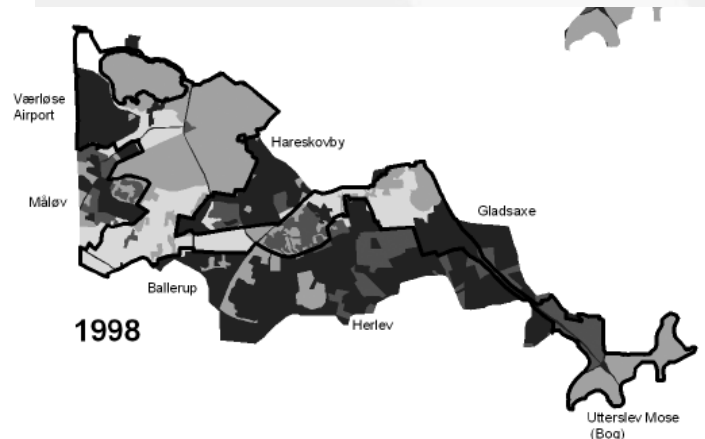 Værløse
Airport
Hareskovby
Måløv
Gladsaxe
Ballerup
1998
Herlev
Utterslev Mose
(Bog)